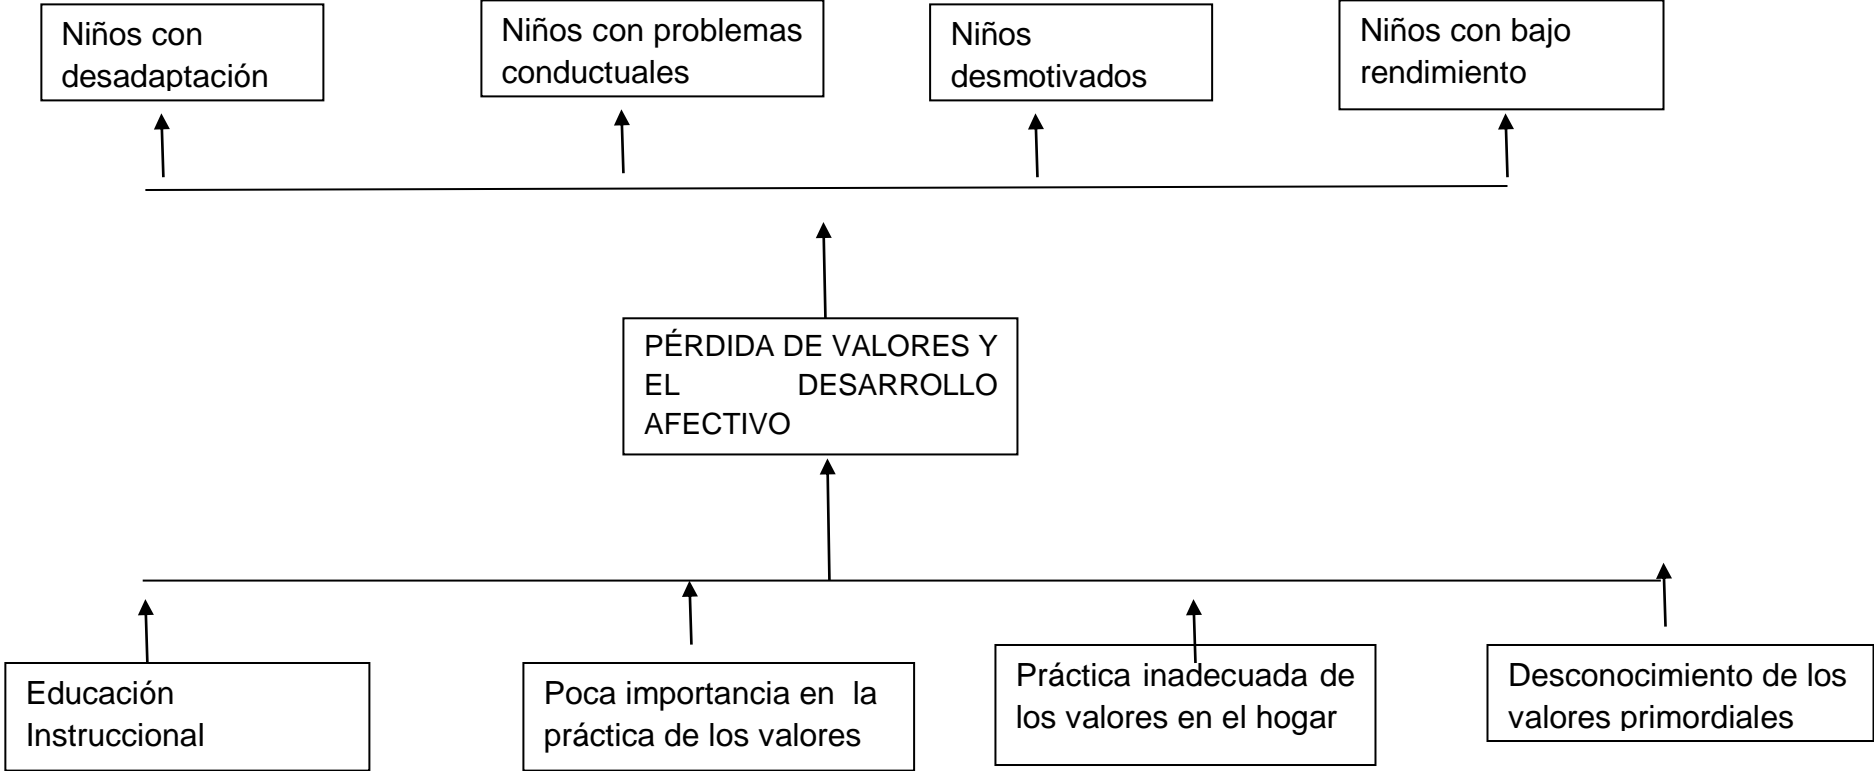 Niños con
desadaptación
Niños con problemas
conductuales
Niños
desmotivados
Niños con bajo
rendimiento
PÉRDIDA DE VALORES Y
EL DESARROLLO
AFECTIVO
Educación
Instruccional
Poca importancia en la
práctica de los valores
Práctica inadecuada de
los valores en el hogar
Desconocimiento de los
valores primordiales